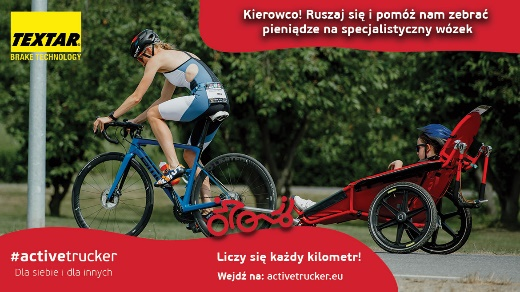 TEXTAR
BRAKE TECHNOLOGY
Kierowco! Ruszaj się i pomóż nam zebrać
pieniądze na specjalistyczny wózek
#activetrucker
Dla siebie i dla innych
Liczy się każdy kilometr!
Wejdź na: activetrucker.eu